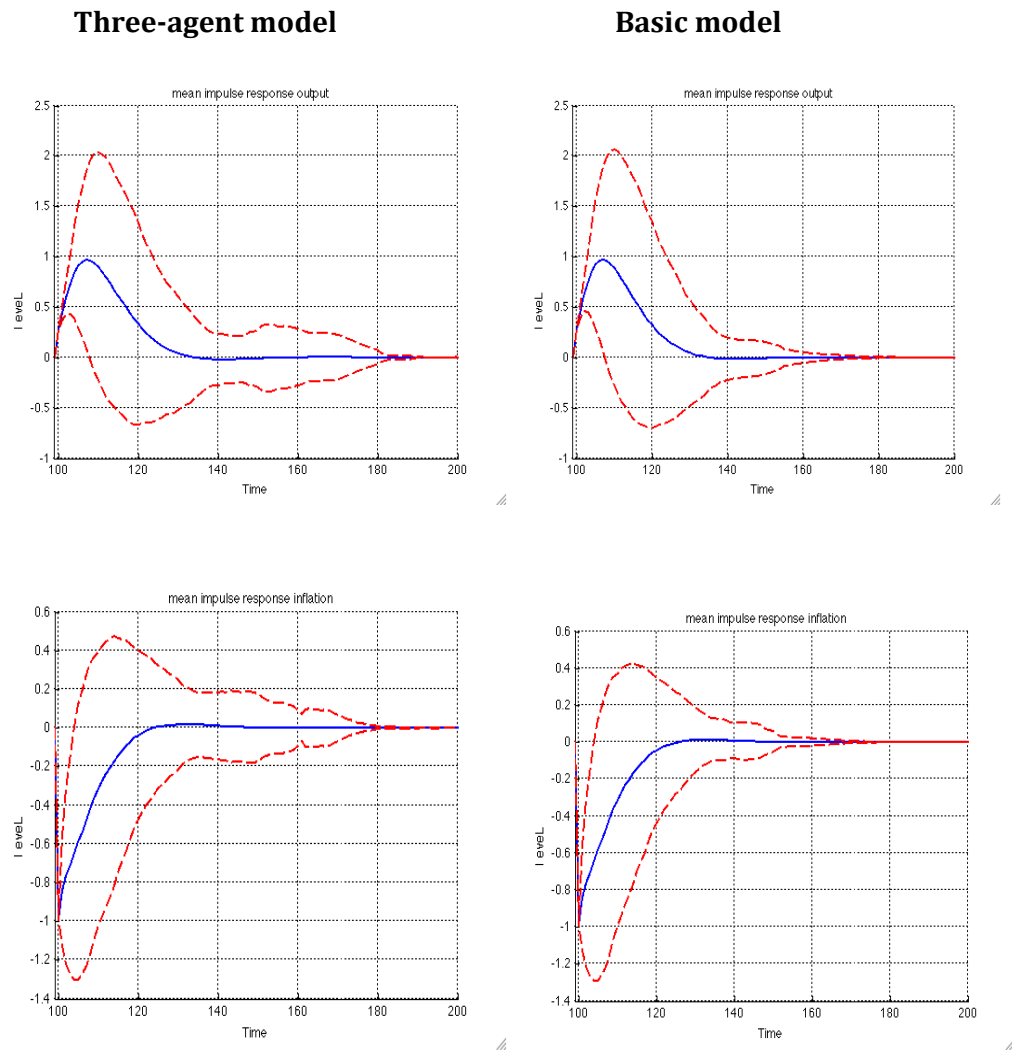 Three-agent model
Basic model
mean impulse response output
2.5
2
1.5
1
0.5
0
-0.5
-1
100 120 140 160 180 200
Time
l eveL
mean impulse response output
2.5
2
1.5
1
0.5
0
-0.5
-1
100 120 140 160 180 200
Time
l eveL
mean impulse response inflation
0.6
0.4
0.2
0
-0.2
-0.4
-0.6
-0.8
-1
-1.2
-1.4
100 120 140 160 180 200
Time
l eveL
mean impulse response inflation
0.6
0.4
0.2
0
-0.2
-0.4
-0.6
-0.8
-1
-1.2
-1.4
100 120 140 160 180 200
Time
l eveL